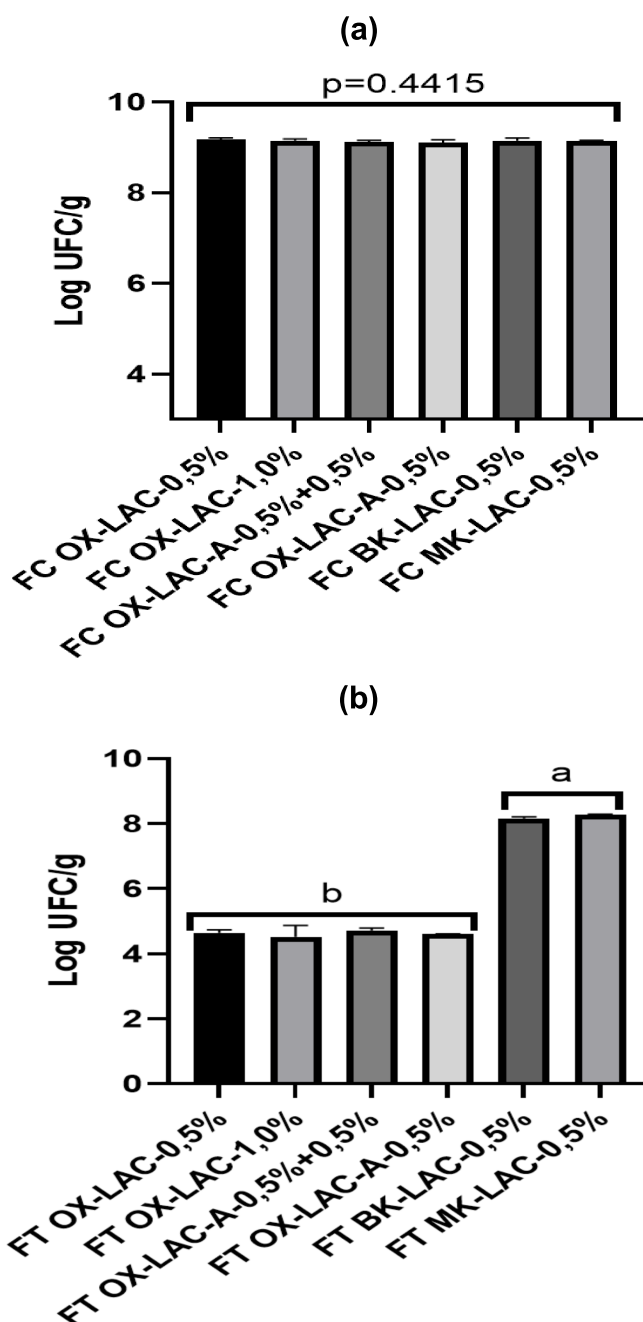 (a)
p=0.4415
10
8
6
4
Log UFC/g
FC OX-LAC-0,5%
FC OX-LAC-1,0%
FC OX-LAC-A-0,5%+0,5%
FC OX-LAC-A-0,5%
FC BK-LAC-0,5%
FC MK-LAC-0,5%
(b)
10
8
6
4
2
0
Log UFC/g
a
b
FT OX-LAC-0,5%
FT OX-LAC-1,0%
FT OX-LAC-A-0,5%+0,5%
FT OX-LAC-A-0,5%
FT BK-LAC-0,5%
FT MK-LAC-0,5%